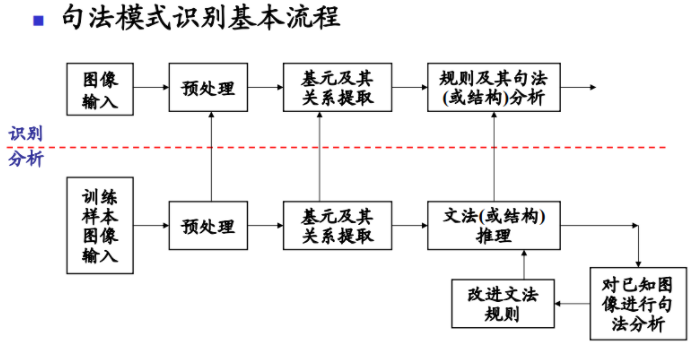 句法模式识别基本流程
图像
输入
预处理
基元及其
关系提取
规则及其句法
(或结构)分析
识别
分析
训练
样本
图像
输入
预处理
基元及其
关系提取
文法(或结构)
推理
改进文法
规则
对已知图
像进行句
法分析